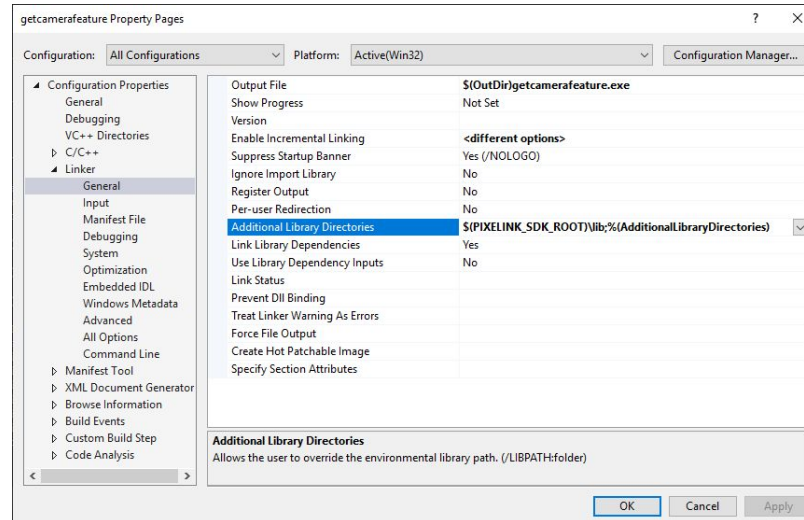 getcamerafeature Property Pages
Configuration: All Configurations Platform: Active(Win32) Configuration Manager...
Configuration Properties
General
Debugging
VC++ Directories
C/C++
Linker
General
Input
Manifest File
Debugging
System
Optimization
Embedded IDL
Windows Metadata
Advanced
All Options
Command Line
Manifest Tool
XML Document Generator
Browse Information
Build Events
Custom Build Step
Code Analysis
Output File $(OutDir)getcamerafeature.exe
Show Progress Not Set
Version
Enable Incremental Linking <different options>
Suppress Startup Banner Yes (/NOLOGO)
Ignore Import Library No
Register Output No
Per-user Redirection No
Additional Library Directories $(PIXELINK_SDK_ROOT)\lib;%(AdditionalLibraryDirectories)
Link Library Dependencies Yes
Use Library Dependency Inputs No
Link Status
Prevent Dll Binding
Treat Linker Warning As Errors
Force File Output
Create Hot Patchable Image
Specify Section Attributes
Additional Library Directories
Allows the user to override the environmental library path. (/LIBPATH:folder)
OK Cancel Apply